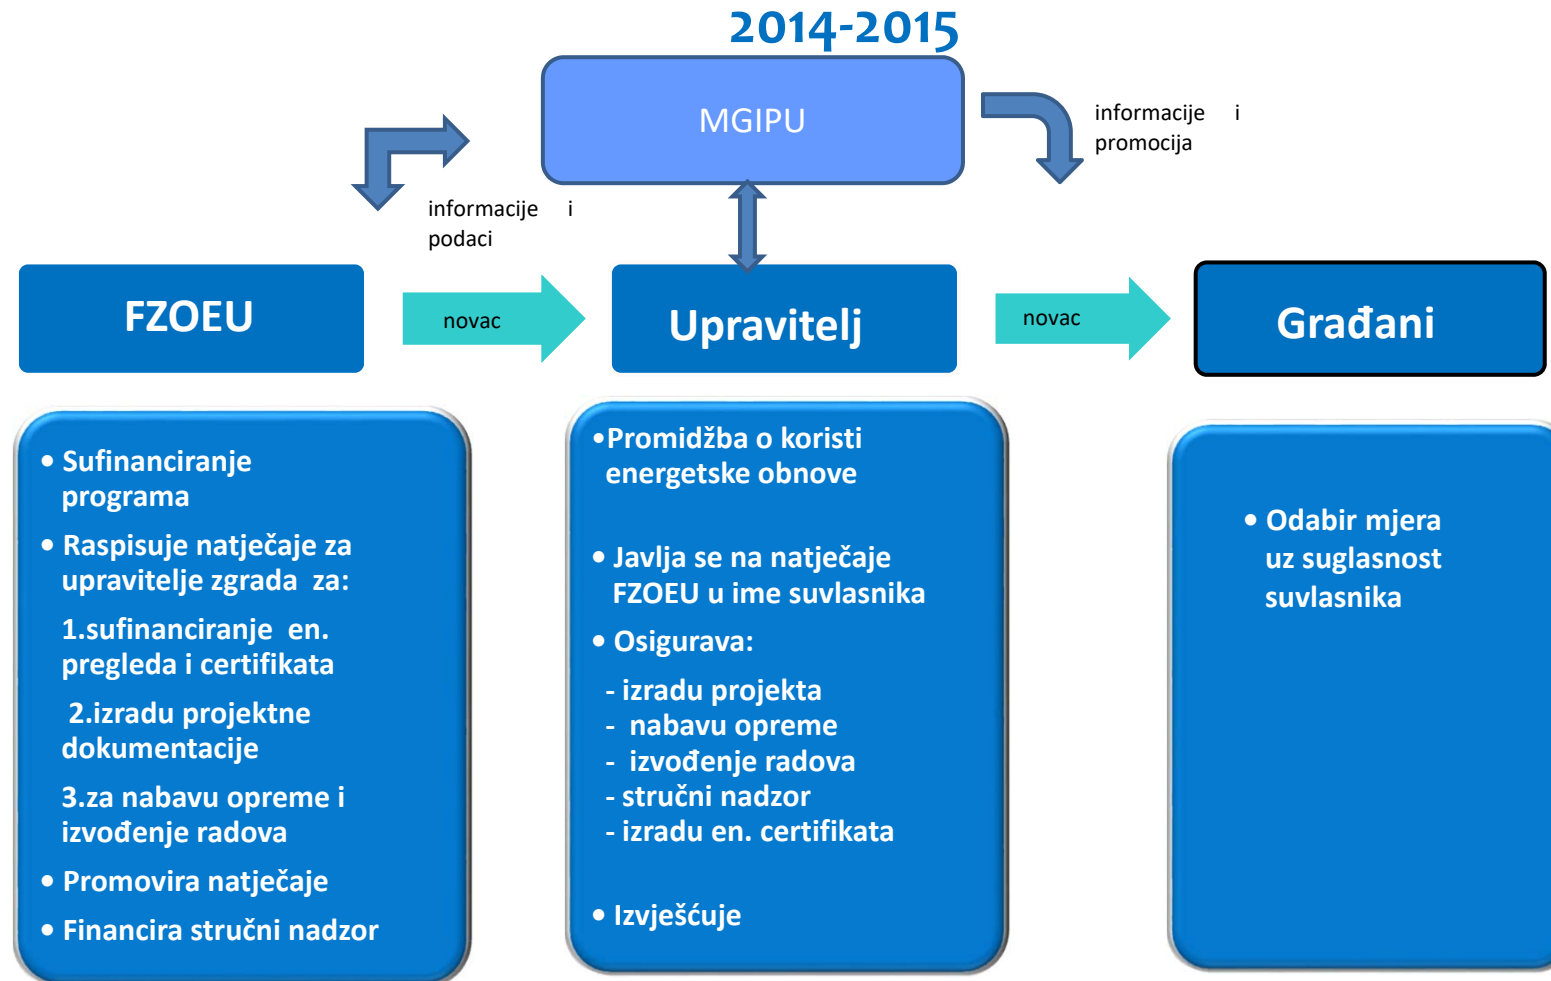 2014-2015
MGIPU
informacije i
promocija
informacije i
podaci
FZOEU
novac
Upravitelj
novac
Građani
• Sufinanciranje
programa
• Raspisuje natječaje za
upravitelje zgrada za:
1.sufinanciranje en.
pregleda i certifikata
2.izradu projektne
dokumentacije
3.za nabavu opreme i
izvođenje radova
• Promovira natječaje
• Financira stručni nadzor
•Promidžba o koristi
energetske obnove
• Javlja se na natječaje
FZOEU u ime suvlasnika
• Osigurava:
- izradu projekta
- nabavu opreme
- izvođenje radova
- stručni nadzor
- izradu en. certifikata
• Izvješćuje
• Odabir mjera
uz suglasnost
suvlasnika